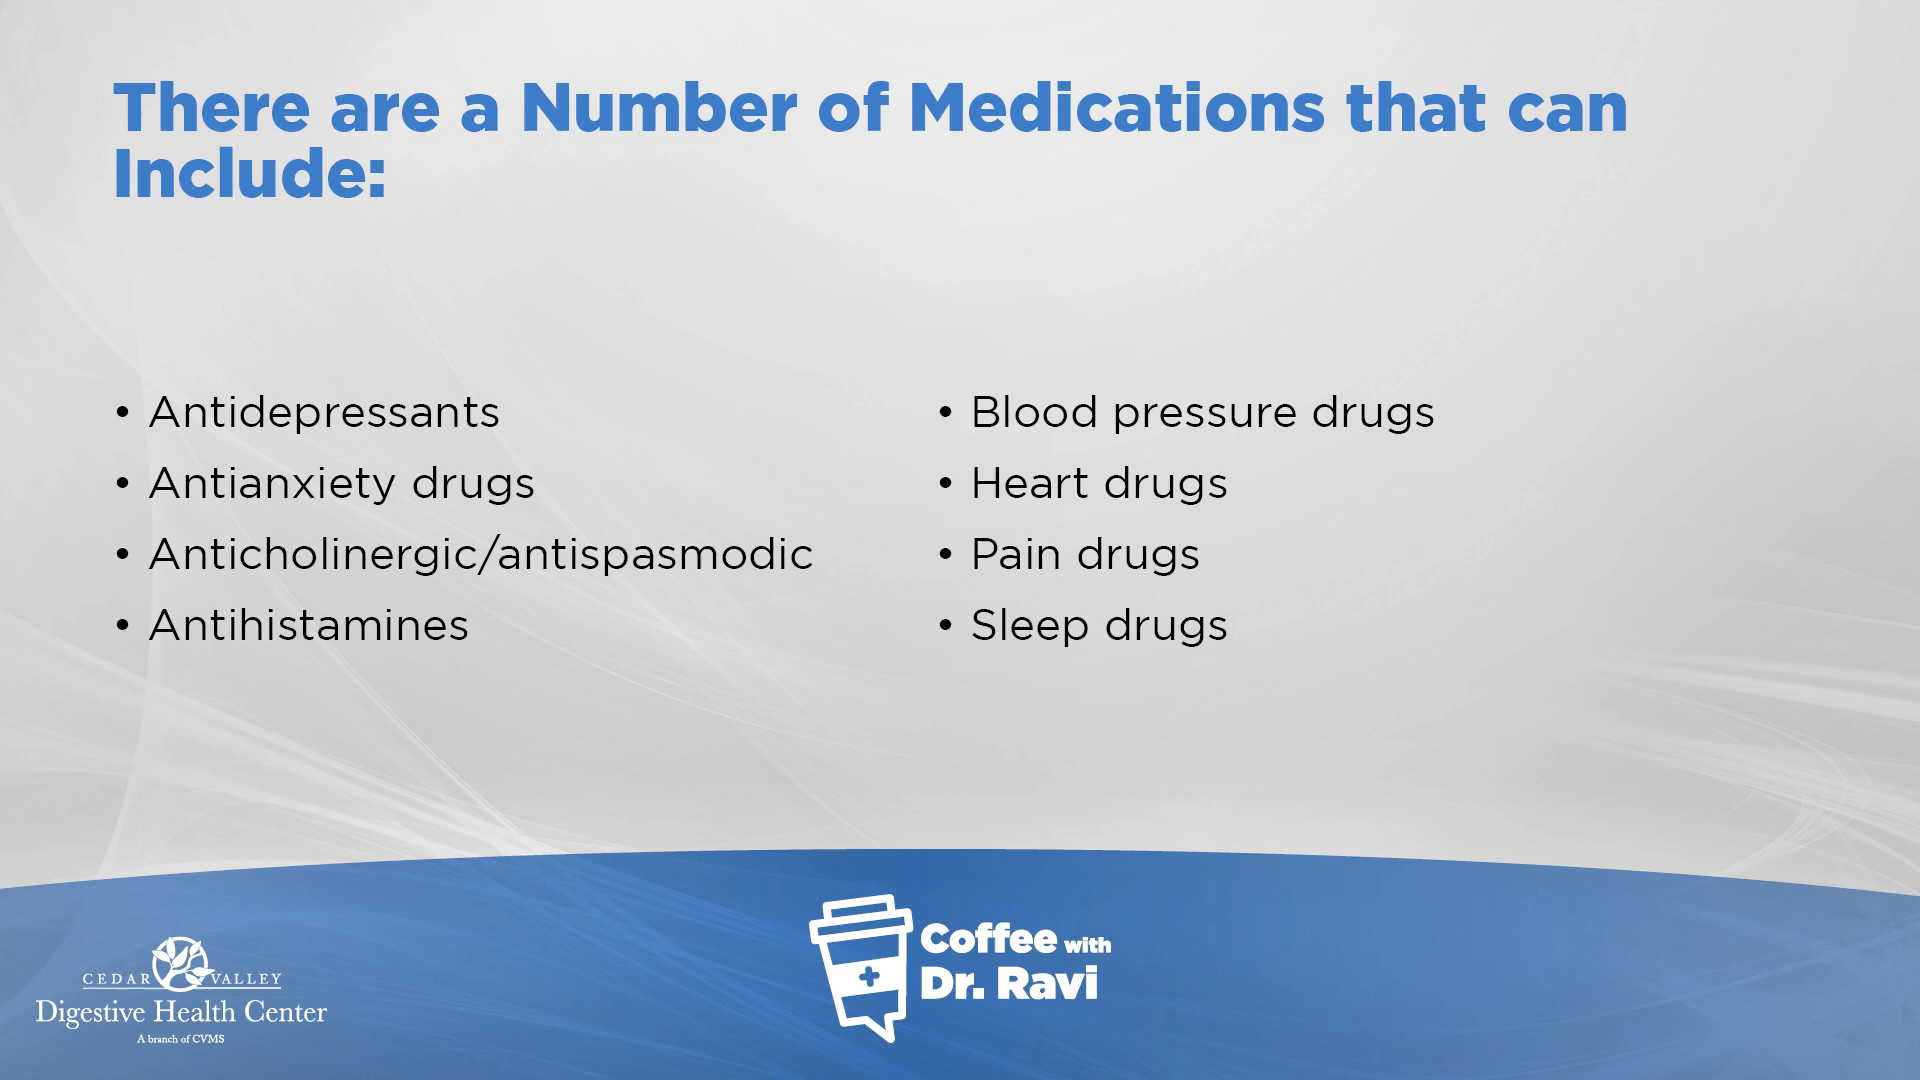 There are a Number of Medications that can
Include:
• Antidepressants
• Antianxiety drugs
• Anticholinergic/antispasmodic
• Antihistamines
• Blood pressure drugs
• Heart drugs
• Pain drugs
• Sleep drugs
CEDAR VALLEY
Digestive Health Center
A branch of CVMS
Coffee with
Dr. Ravi